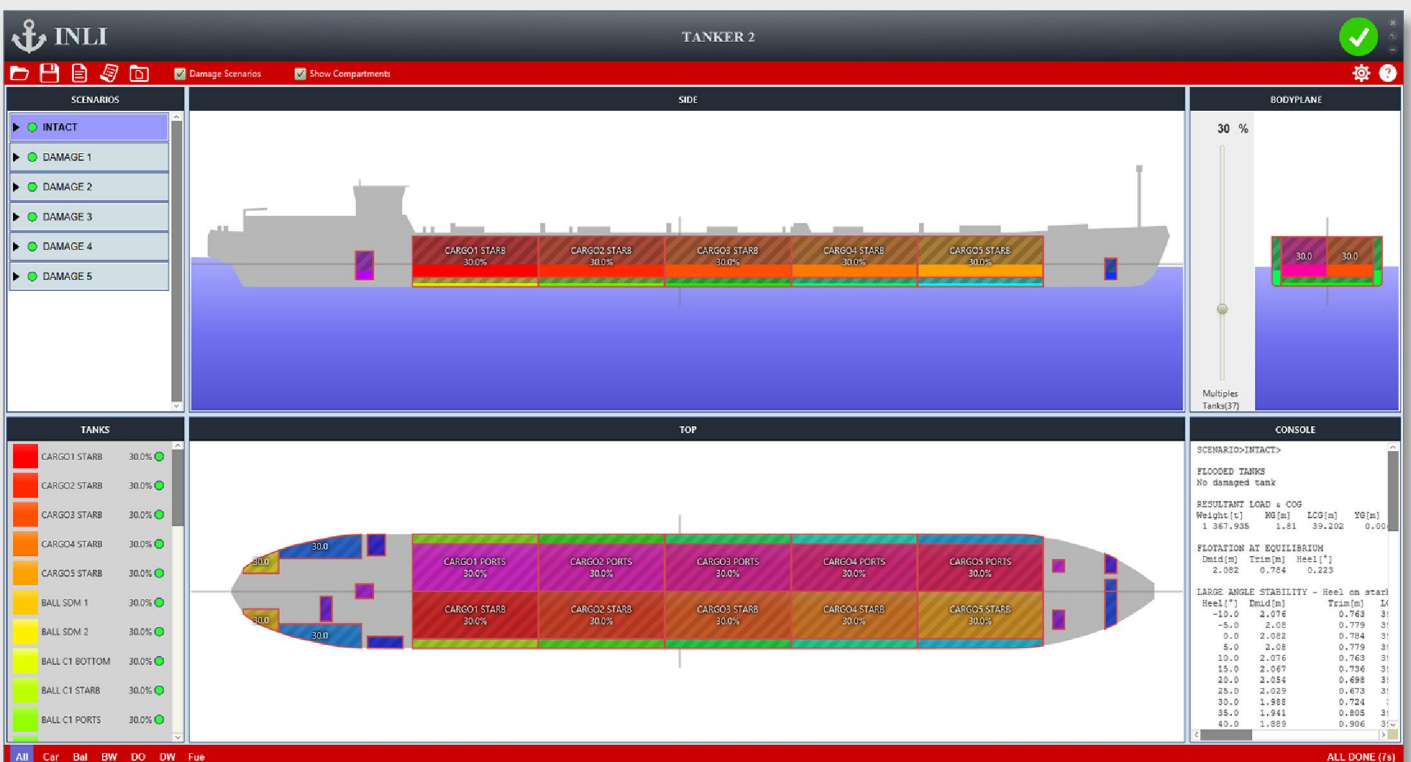 INLI
TANKER 2
Damage Scenarios
Show Compartments
SCENARIOS
INTACT
DAMAGE 1
DAMAGE 2
DAMAGE 3
DAMAGE 4
DAMAGE 5
SIDE
CARGO1 STARB
30.0%
CARGO2 STARB
30.0%
CARGO3 STARB
30.0%
CARGO4 STARB
30.0%
CARGO5 STARB
30.0%
BODYPLANE
30 %
30.0 30.0
Multiples
Tanks(37)
TANKS
CARGO1 STARB 30.0%
CARGO2 STARB 30.0%
CARGO3 STARB 30.0%
CARGO4 STARB 30.0%
CARGO5 STARB 30.0%
BALL SDM 1 30.0%
BALL SDM 2 30.0%
BALL C1 BOTTOM 30.0%
BALL C1 STARB 30.0%
BALL C1 PORTS 30.0%
TOP
30.0
30.0
CARGO1 PORTS
30.0%
CARGO2 PORTS
30.0%
CARGO3 PORTS
30.0%
CARGO4 PORTS
30.0%
CARGO5 PORTS
30.0%
30.0
30.0
CARGO1 STARB
30.0%
CARGO2 STARB
30.0%
CARGO3 STARB
30.0%
CARGO4 STARB
30.0%
CARGO5 STARB
30.0%
CONSOLE
SCENARIO>INTACT>
FLOODED TANKS
No damaged tank
RESULTANT LOAD & COG
Weight[t] KG[m] LCG[m] YG[m]
1 367.935 1.81 39.202 0.00
FLOTATION AT EQUILIBRIUM
Dmid[m] Trim[m] Heel[°]
2.082 0.784 0.223
LARGE ANGLE STABILITY - Heel on star
Heel[°] Dmid[m] Trim[m]
-10.0 2.076 0.763
-5.0 2.08 0.779
0.0 2.082 0.784
5.0 2.08 0.779
10.0 2.076 0.763
15.0 2.067 0.736
20.0 2.054 0.698
25.0 2.029 0.673
30.0 1.988 0.724
35.0 1.941 0.805
40.0 1.889 0.906
All Car Bal BW DO DW Fue
ALL DONE (7s)